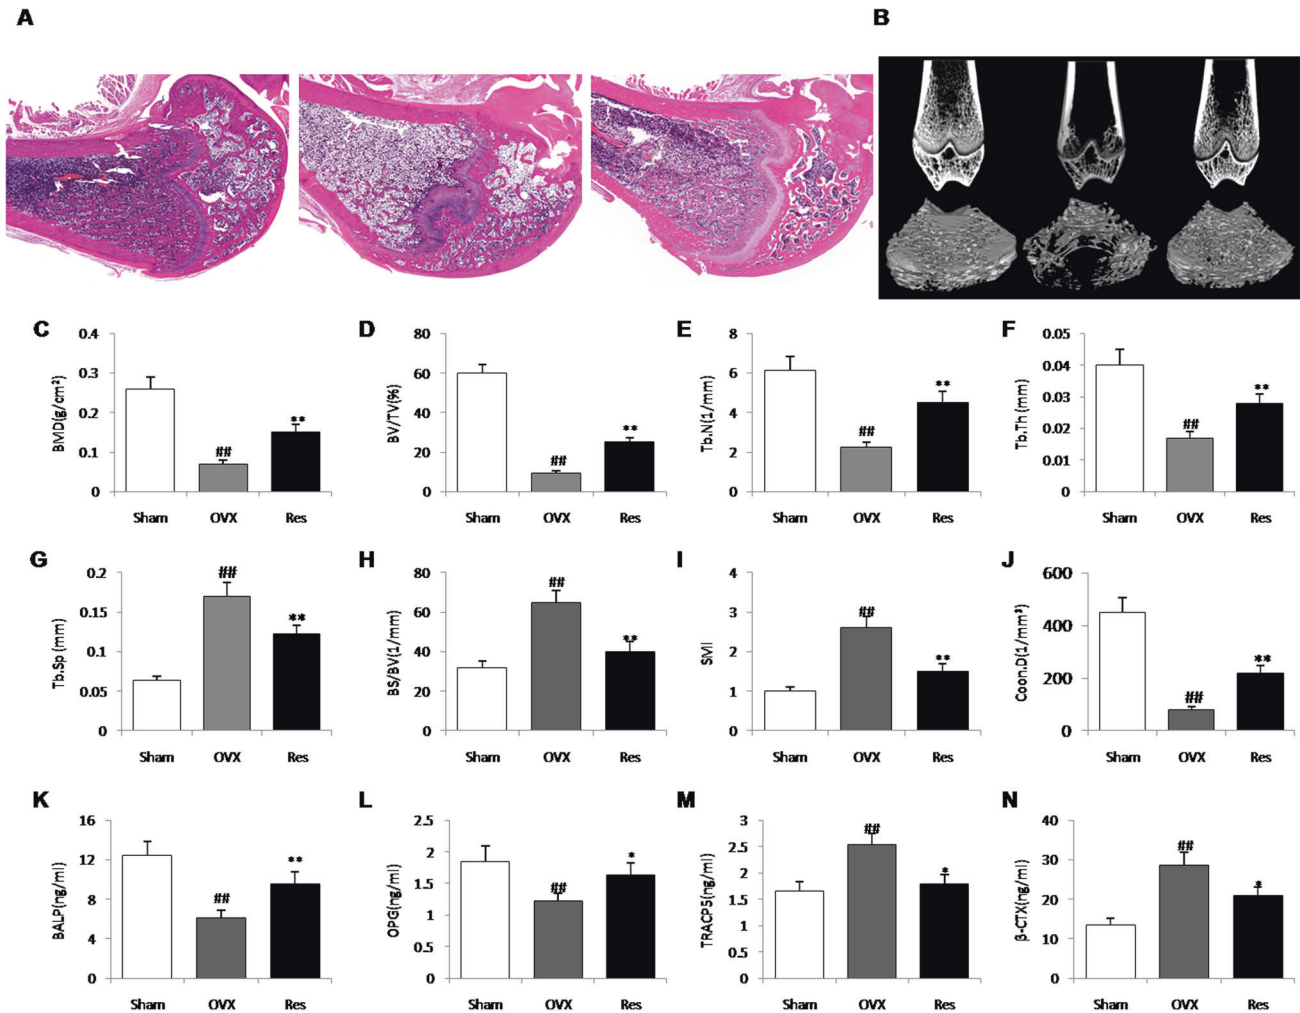 A
B
C
D
E
F
0.4
0.3
0.2
0.1
0
BMD(g/cm²)
##
**
Sham OVX Res
80
60
40
20
0
BV/TV(%)
##
**
Sham OVX Res
8
6
4
2
0
Tb.N(1/mm)
##
**
Sham OVX Res
0.05
0.04
0.03
0.02
0.01
0
Tb.Th (mm)
##
**
Sham OVX Res
G
H
I
J
0.2
0.15
0.1
0.05
0
Tb.Sp (mm)
##
**
Sham OVX Res
80
60
40
20
0
BS/BV(1/mm)
##
**
Sham OVX Res
4
3
2
1
0
SMI
##
**
Sham OVX Res
600
400
200
0
Coon.D(1/mm³)
##
**
Sham OVX Res
K
L
M
N
16
12
8
4
0
BALP(ng/ml)
##
**
Sham OVX Res
2.5
2
1.5
1
0.5
0
OPG(ng/ml)
##
*
Sham OVX Res
3
2.5
2
1.5
1
0.5
0
TRACP5(ng/ml)
##
*
Sham OVX Res
40
30
20
10
0
β-CTX(ng/ml)
##
*
Sham OVX Res